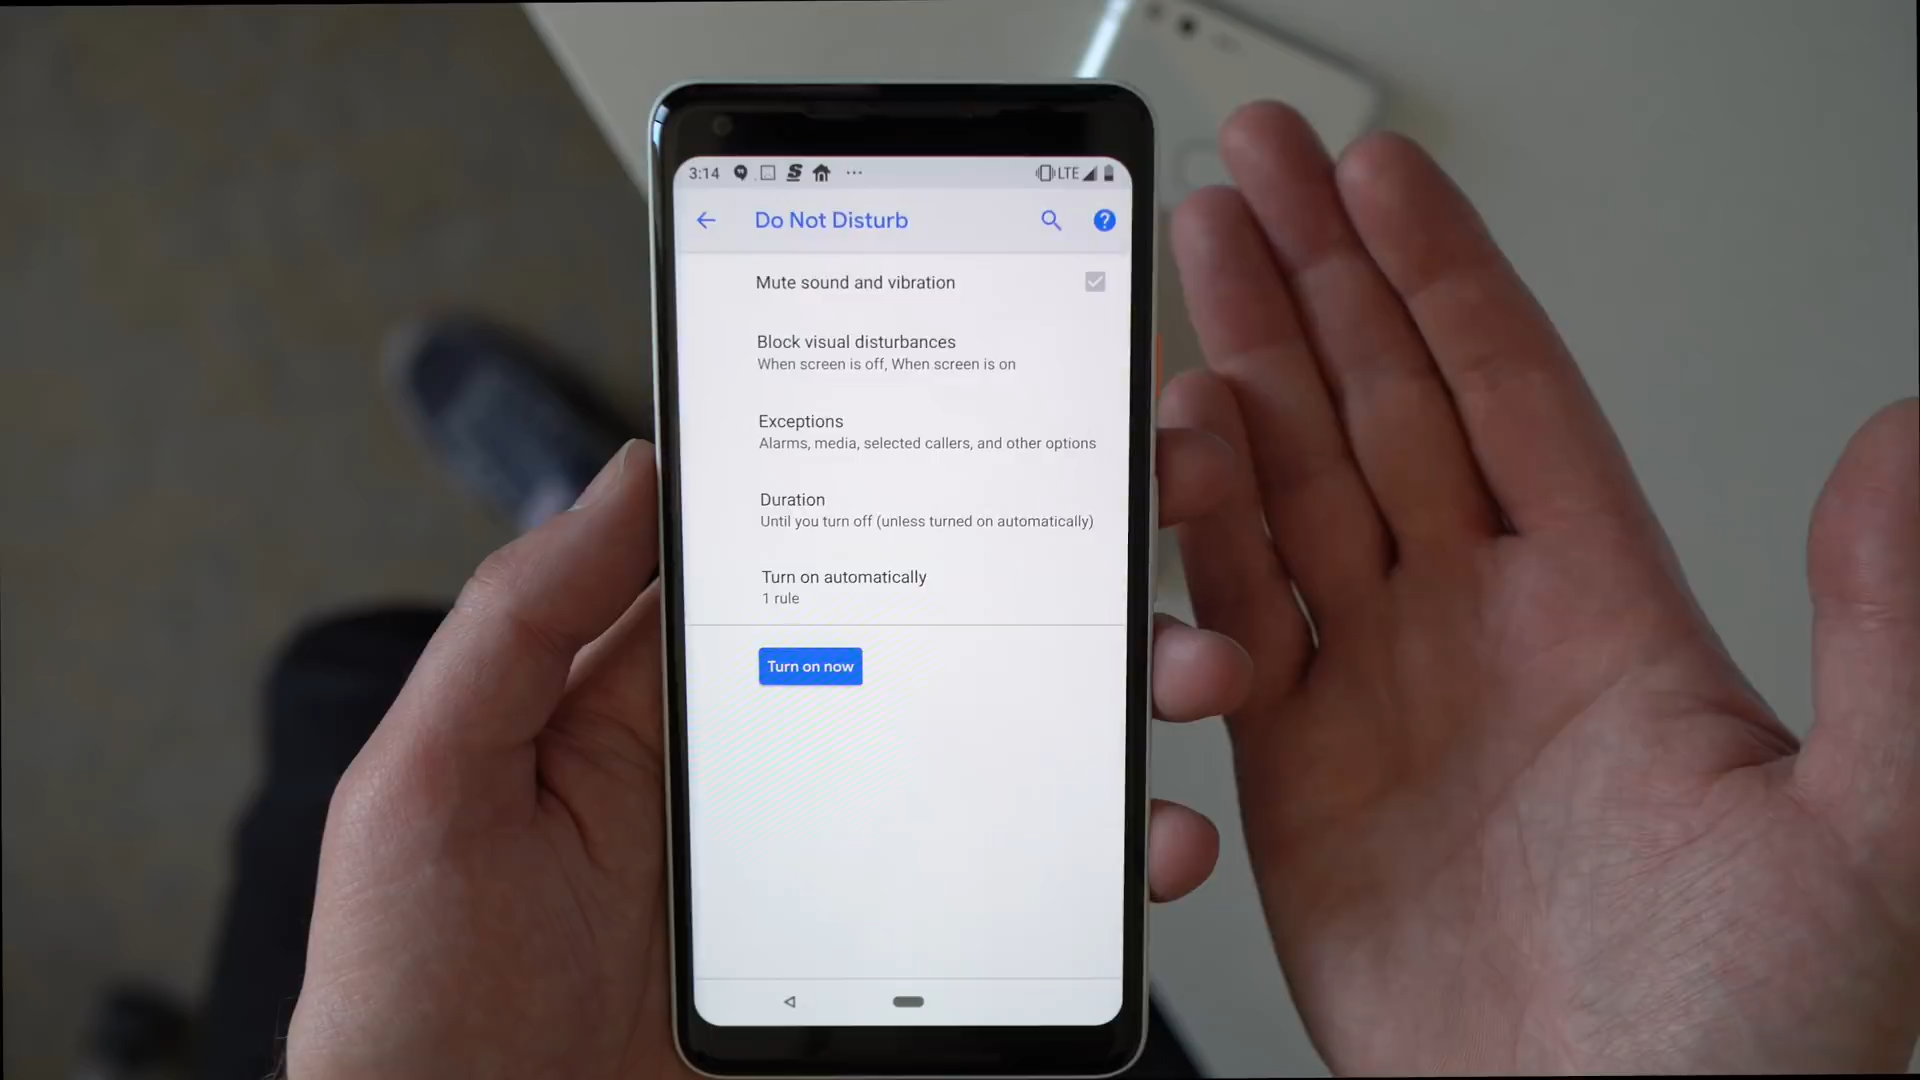 3:14 S ... LTE
Do Not Disturb ?
Mute sound and vibration
Block visual disturbances
When screen is off, When screen is on
Exceptions
Alarms, media, selected callers, and other options
Duration
Until you turn off (unless turned on automatically)
Turn on automatically
1 rule
Turn on now